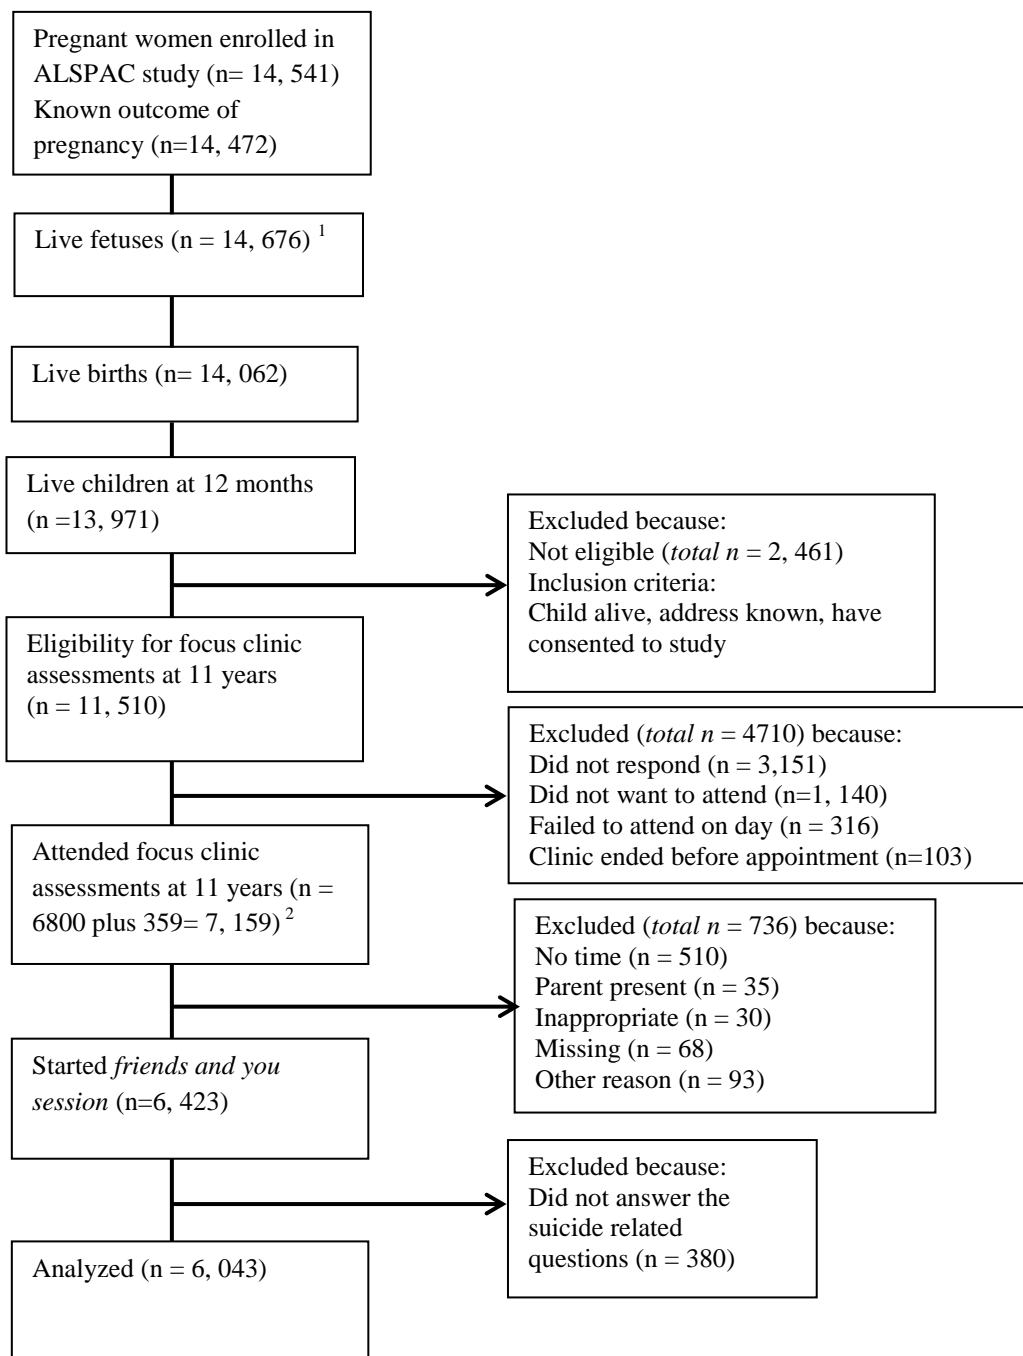 Pregnant women enrolled in
ALSPAC study (n= 14, 541)
Known outcome of
pregnancy (n=14, 472)
Live fetuses (n = 14, 676) 1
Live births (n= 14, 062)
Live children at 12 months
(n =13, 971)
Excluded because:
Not eligible (total n = 2, 461)
Inclusion criteria:
Child alive, address known, have
consented to study
Eligibility for focus clinic
assessments at 11 years
(n = 11, 510)
Excluded (total n = 4710) because:
Did not respond (n = 3,151)
Did not want to attend (n=1, 140)
Failed to attend on day (n = 316)
Clinic ended before appointment (n=103)
Attended focus clinic
assessments at 11 years (n =
6800 plus 359= 7, 159) 2
Excluded (total n = 736) because:
No time (n = 510)
Parent present (n = 35)
Inappropriate (n = 30)
Missing (n = 68)
Other reason (n = 93)
Started friends and you
session (n=6, 423)
Excluded because:
Did not answer the
suicide related
questions (n = 380)
Analyzed (n = 6, 043)